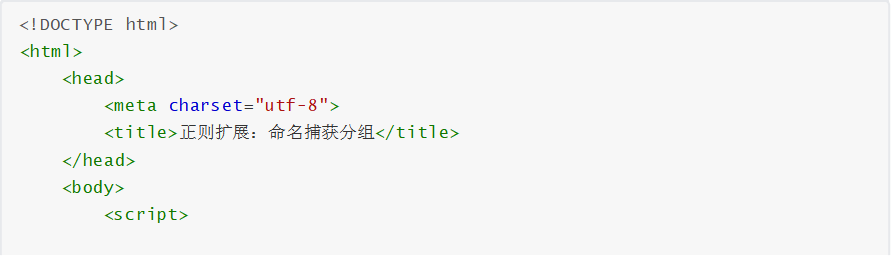 <!DOCTYPE html>
<html>
    <head>
        <meta charset="utf-8">
        <title>正则扩展：命名捕获分组</title>
    </head>
    <body>
        <script>